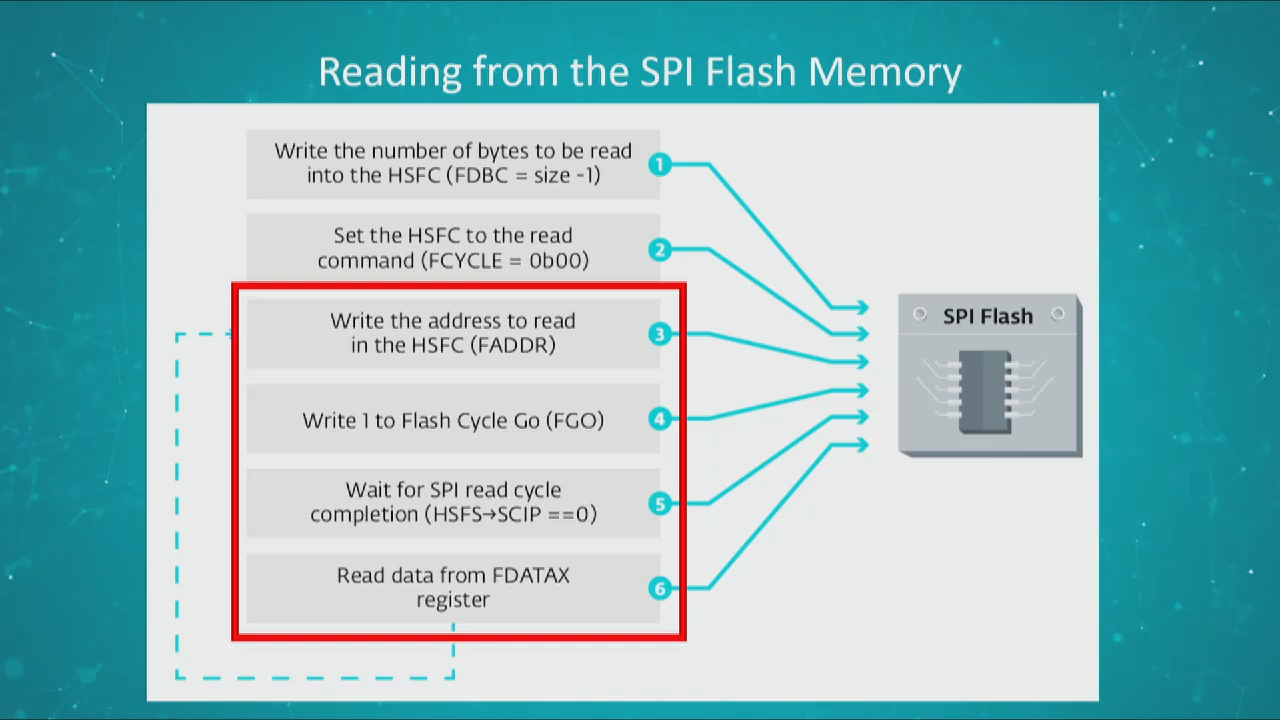 Reading from the SPI Flash Memory
Write the number of bytes to be read
into the HSFC (FDBC = size -1)
1
Set the HSFC to the read
command (FCYCLE = 0b00)
2
Write the address to read
in the HSFC (FADDR)
3
Write 1 to Flash Cycle Go (FGO)
4
Wait for SPI read cycle
completion (HSFS→SCIP ==0)
5
Read data from FDATAX
register
6
SPI Flash